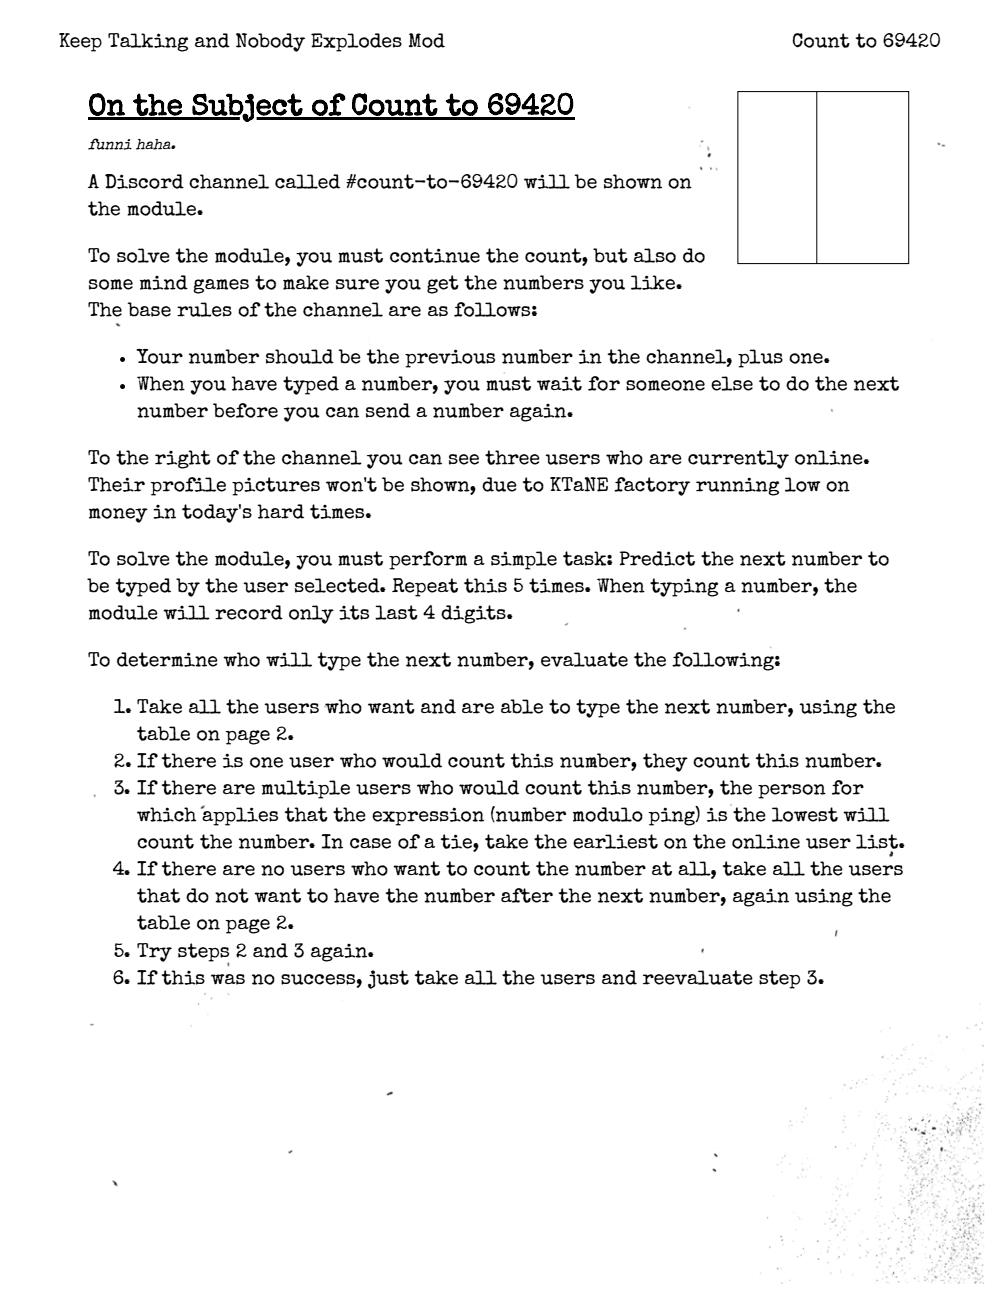 Keep Talking and Nobody Explodes Mod
Count to 69420
On the Subject of Count to 69420
funni haha.
A Discord channel called #count-to-69420 will be shown on
the module.
To solve the module, you must continue the count, but also do
some mind games to make sure you get the numbers you like.
The base rules of the channel are as follows:
• Your number should be the previous number in the channel, plus one.
• When you have typed a number, you must wait for someone else to do the next
number before you can send a number again.
To the right of the channel you can see three users who are currently online.
Their profile pictures won't be shown, due to KTaNE factory running low on
money in today's hard times.
To solve the module, you must perform a simple task: Predict the next number to
be typed by the user selected. Repeat this 5 times. When typing a number, the
module will record only its last 4 digits.
To determine who will type the next number, evaluate the following:
1. Take all the users who want and are able to type the next number, using the
table on page 2.
2. If there is one user who would count this number, they count this number.
3. If there are multiple users who would count this number, the person for
which applies that the expression (number modulo ping) is the lowest will
count the number. In case of a tie, take the earliest on the online user list.
4. If there are no users who want to count the number at all, take all the users
that do not want to have the number after the next number, again using the
table on page 2.
5. Try steps 2 and 3 again.
6. If this was no success, just take all the users and reevaluate step 3.